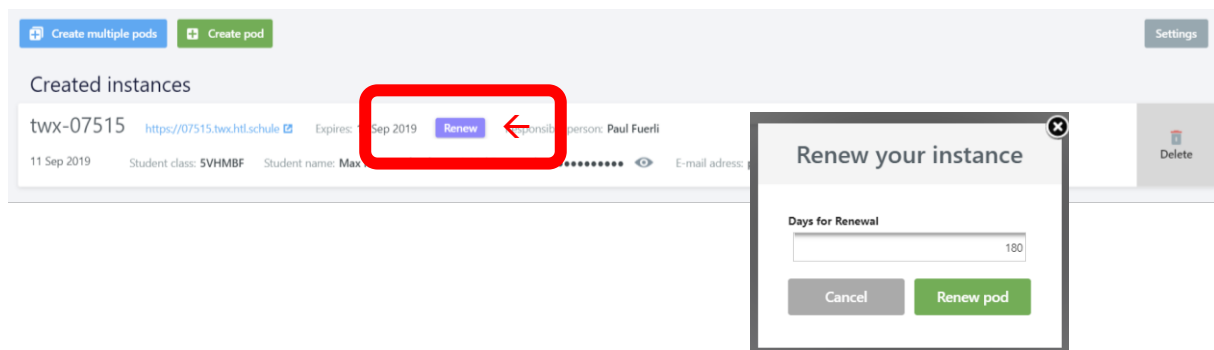 Create multiple pods Create pod Settings
Created instances
twx-07515 https://07515.twx.htl.schule Expires: Sep 2019 Renew person: Paul Fuerli
11 Sep 2019 Student class: 5VHMBF Student name: Max •••••••••••• E-mail adress:
Delete
Renew your instance
Days for Renewal
180
Cancel Renew pod